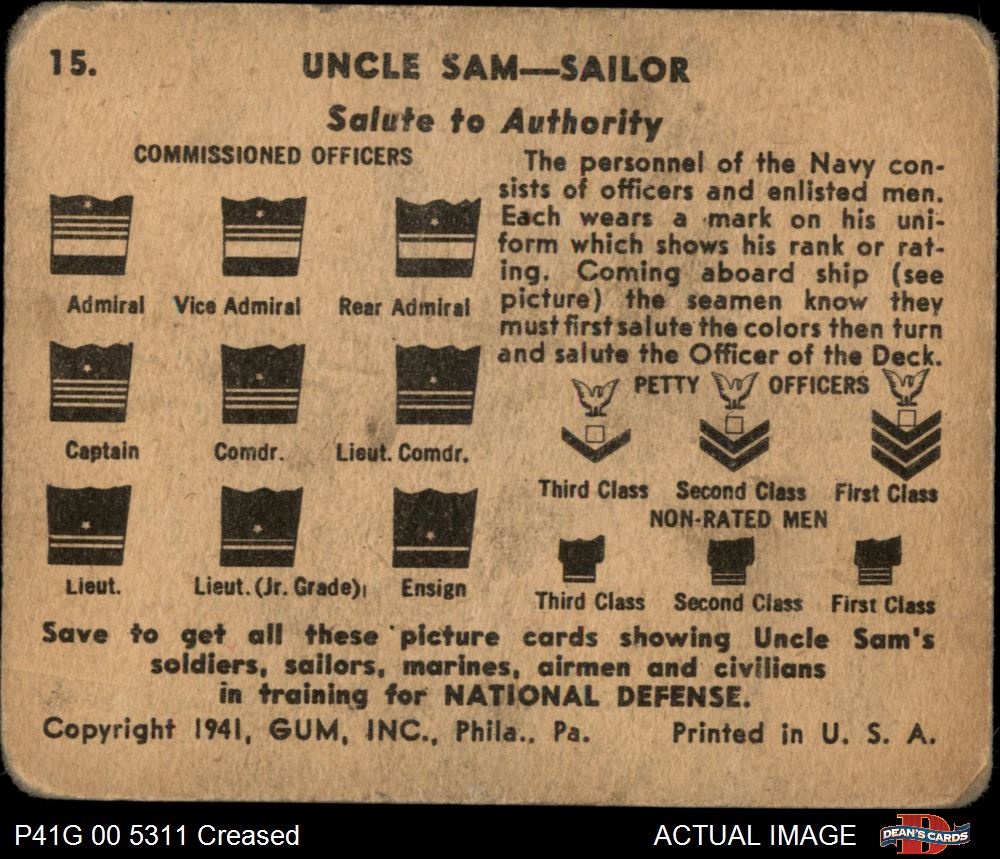 15.
UNCLE SAM—SAILOR
Salute to Authority
COMMISSIONED OFFICERS
Admiral Vice Admiral Rear Admiral
Captain Comdr. Lieut. Comdr.
Lieut. Lieut. (Jr. Grade) Ensign
The personnel of the Navy con-
sists of officers and enlisted men.
Each wears a mark on his uni-
form which shows his rank or rat-
ing. Coming aboard ship (see
picture) the seamen know they
must first salute the colors then turn
and salute the Officer of the Deck.
PETTY OFFICERS
Third Class Second Class First Class
NON-RATED MEN
Third Class Second Class First Class
Save to get all these picture cards showing Uncle Sam's
soldiers, sailors, marines, airmen and civilians
in training for NATIONAL DEFENSE.
Copyright 1941, GUM, INC., Phila., Pa. Printed in U. S. A.
P41G 00 5311 Creased
ACTUAL IMAGE
DEAN'S CARDS